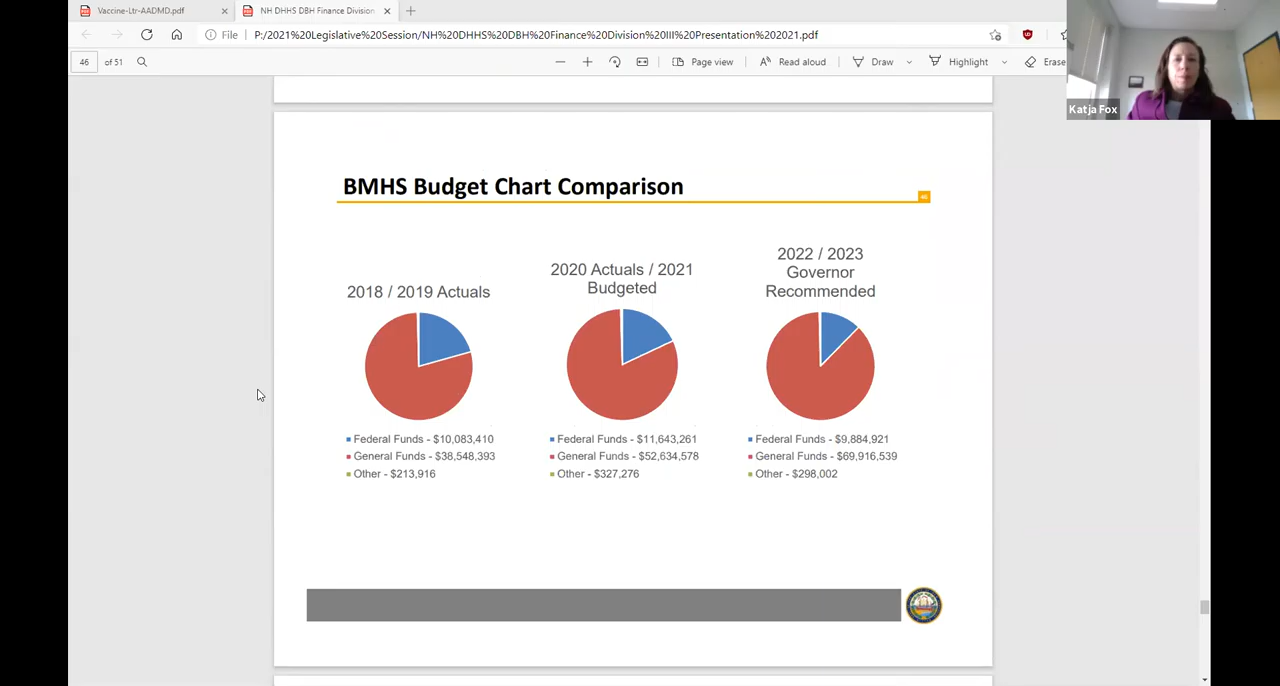 Vaccine-Ltr-AADMD.pdf
NH DHHS DBH Finance Division
File
P:/2021%20Legislative%20Session/NH%20DHHS%20DBH%20Finance%20Division%20III%20Presentation%202021.pdf
46 of 51
Page view
Read aloud
Draw
Highlight
Erase
Katja Fox
BMHS Budget Chart Comparison
46
2018 / 2019 Actuals
Federal Funds - $10,083,410
General Funds - $38,548,393
Other - $213,916
2020 Actuals / 2021
Budgeted
Federal Funds - $11,643,261
General Funds - $52,634,578
Other - $327,276
2022 / 2023
Governor
Recommended
Federal Funds - $9,884,921
General Funds - $69,916,539
Other - $298,002